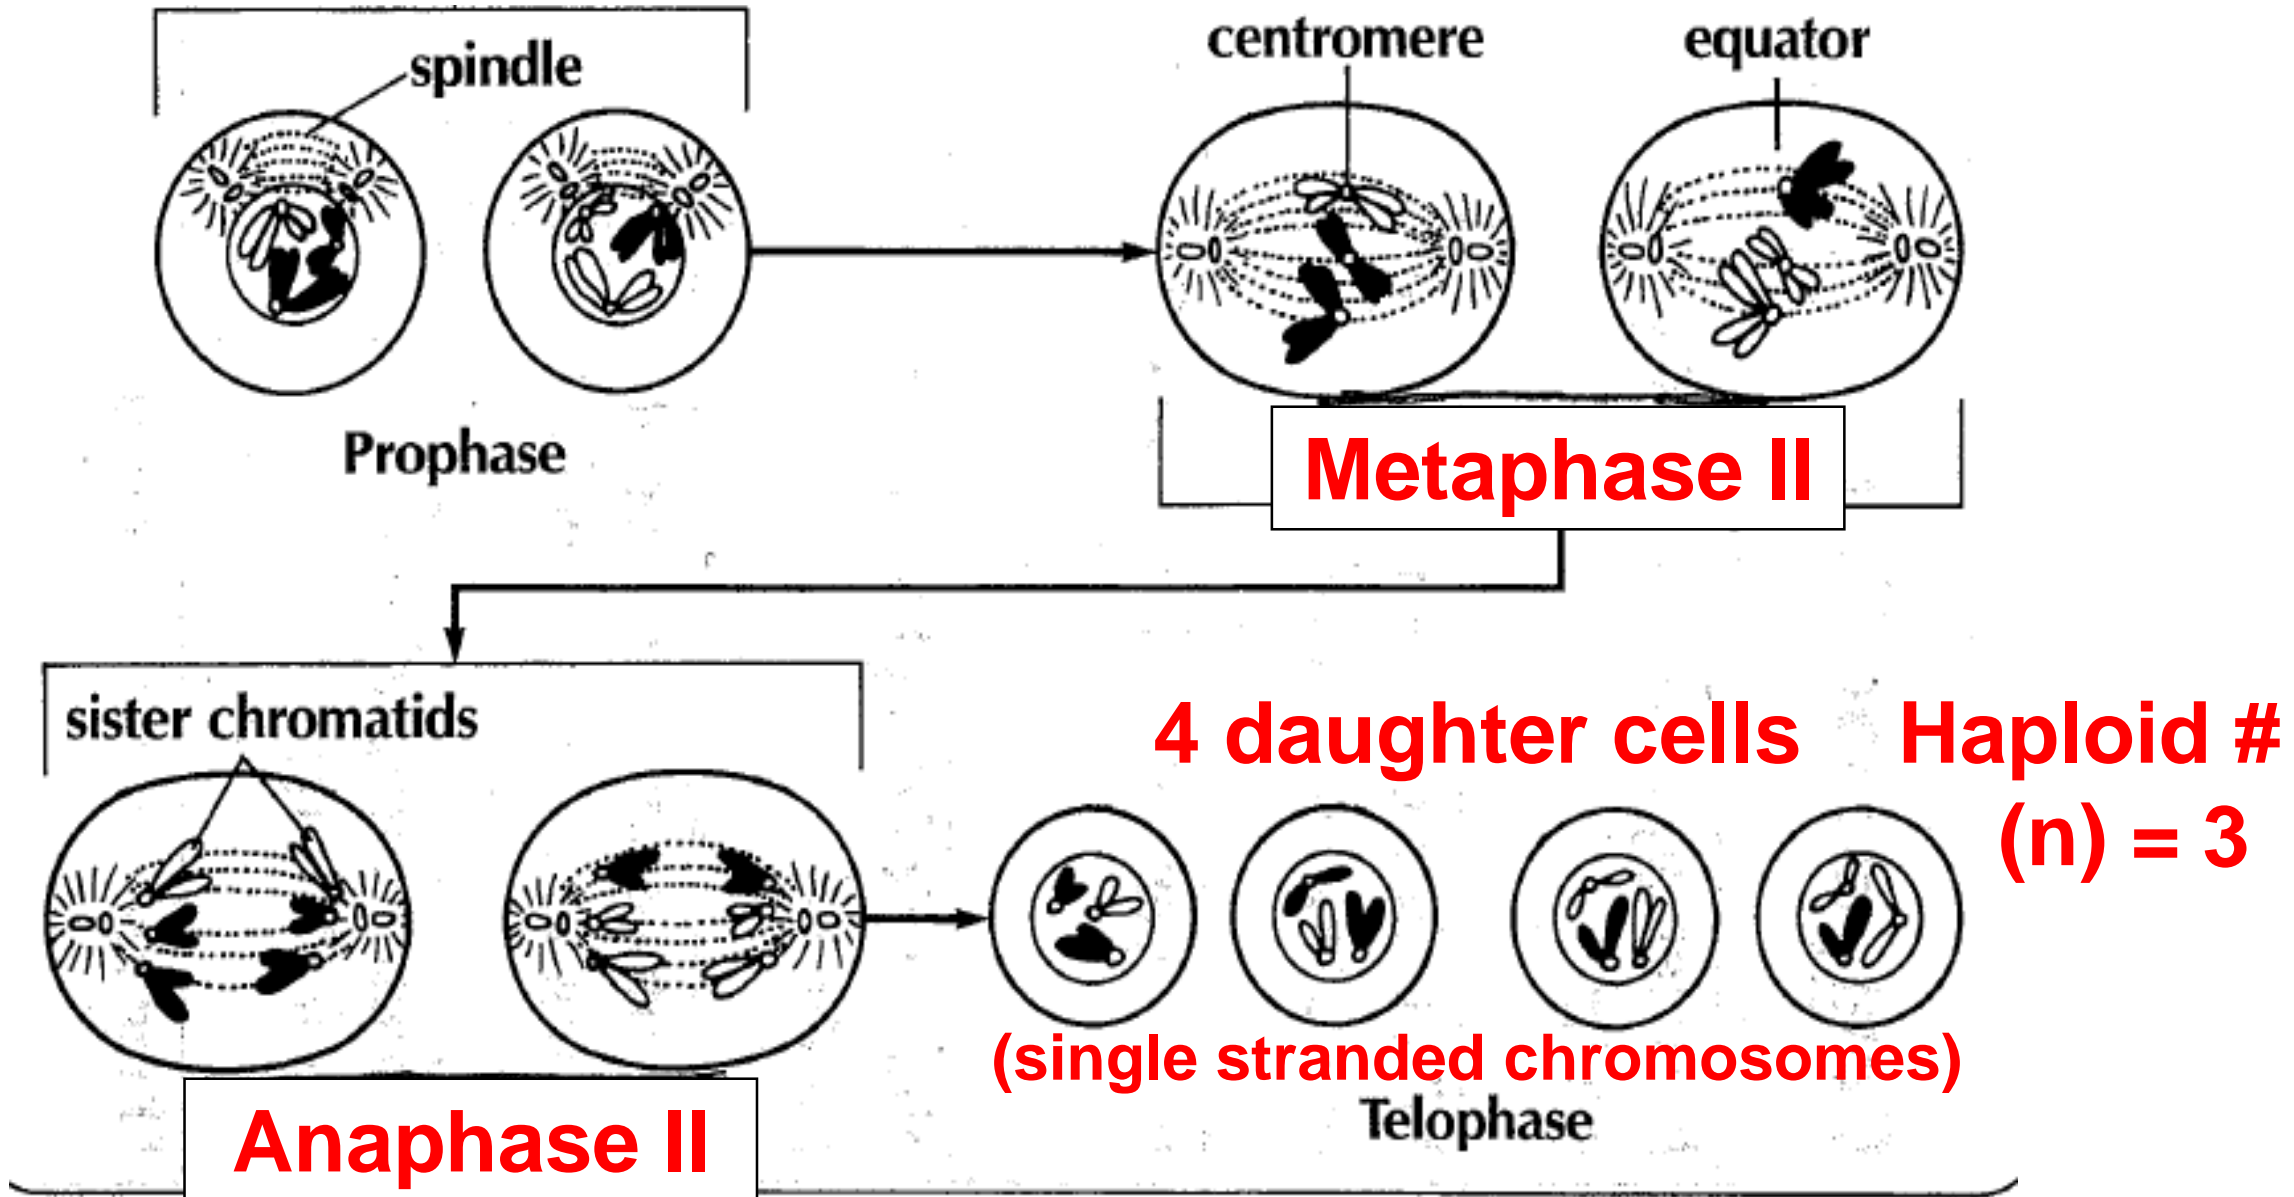 spindle
centromere
equator
Prophase
Metaphase II
sister chromatids
4 daughter cells
Haploid #
(n) = 3
(single stranded chromosomes)
Telophase
Anaphase II